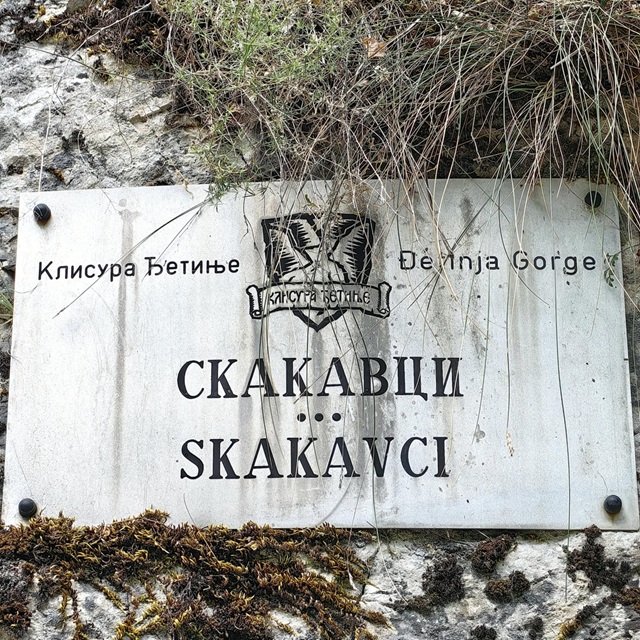 Клисура Ђетиње
КЛИСУРА ЂЕТИЊЕ
Đetinja Gorge
СКАКАВЦИ
SKAKAVCI